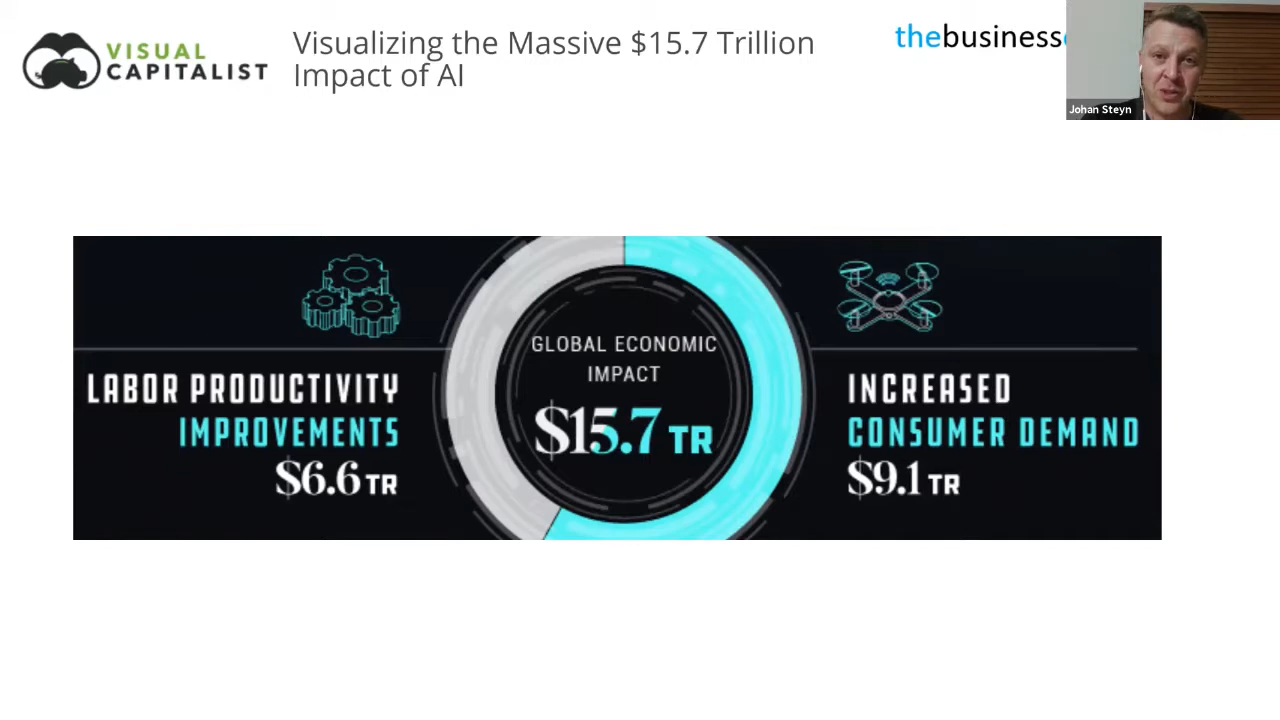 VISUAL
CAPITALIST
Visualizing the Massive $15.7 Trillion
Impact of AI
thebusiness
Johan Steyn
LABOR PRODUCTIVITY
IMPROVEMENTS
$6.6 TR
GLOBAL ECONOMIC
IMPACT
$15.7 TR
INCREASED
CONSUMER DEMAND
$9.1 TR